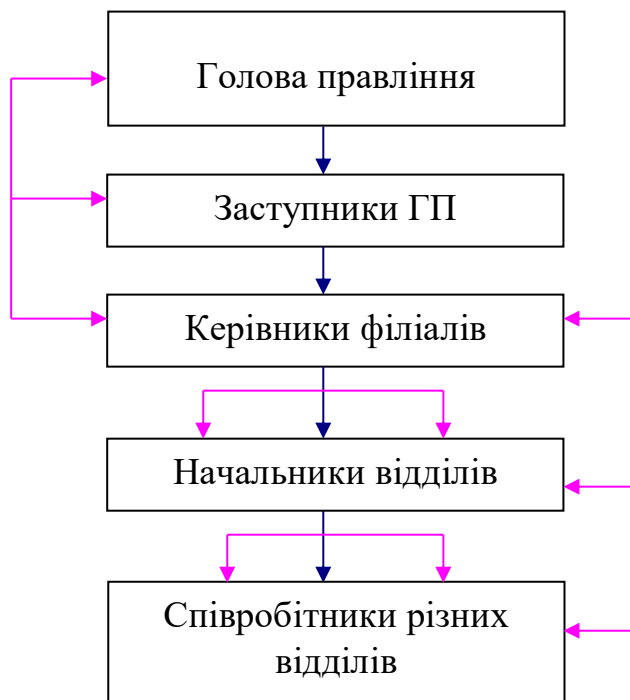 Голова правління
Заступники ГП
Керівники філіалів
Начальники відділів
Співробітники різних
відділів